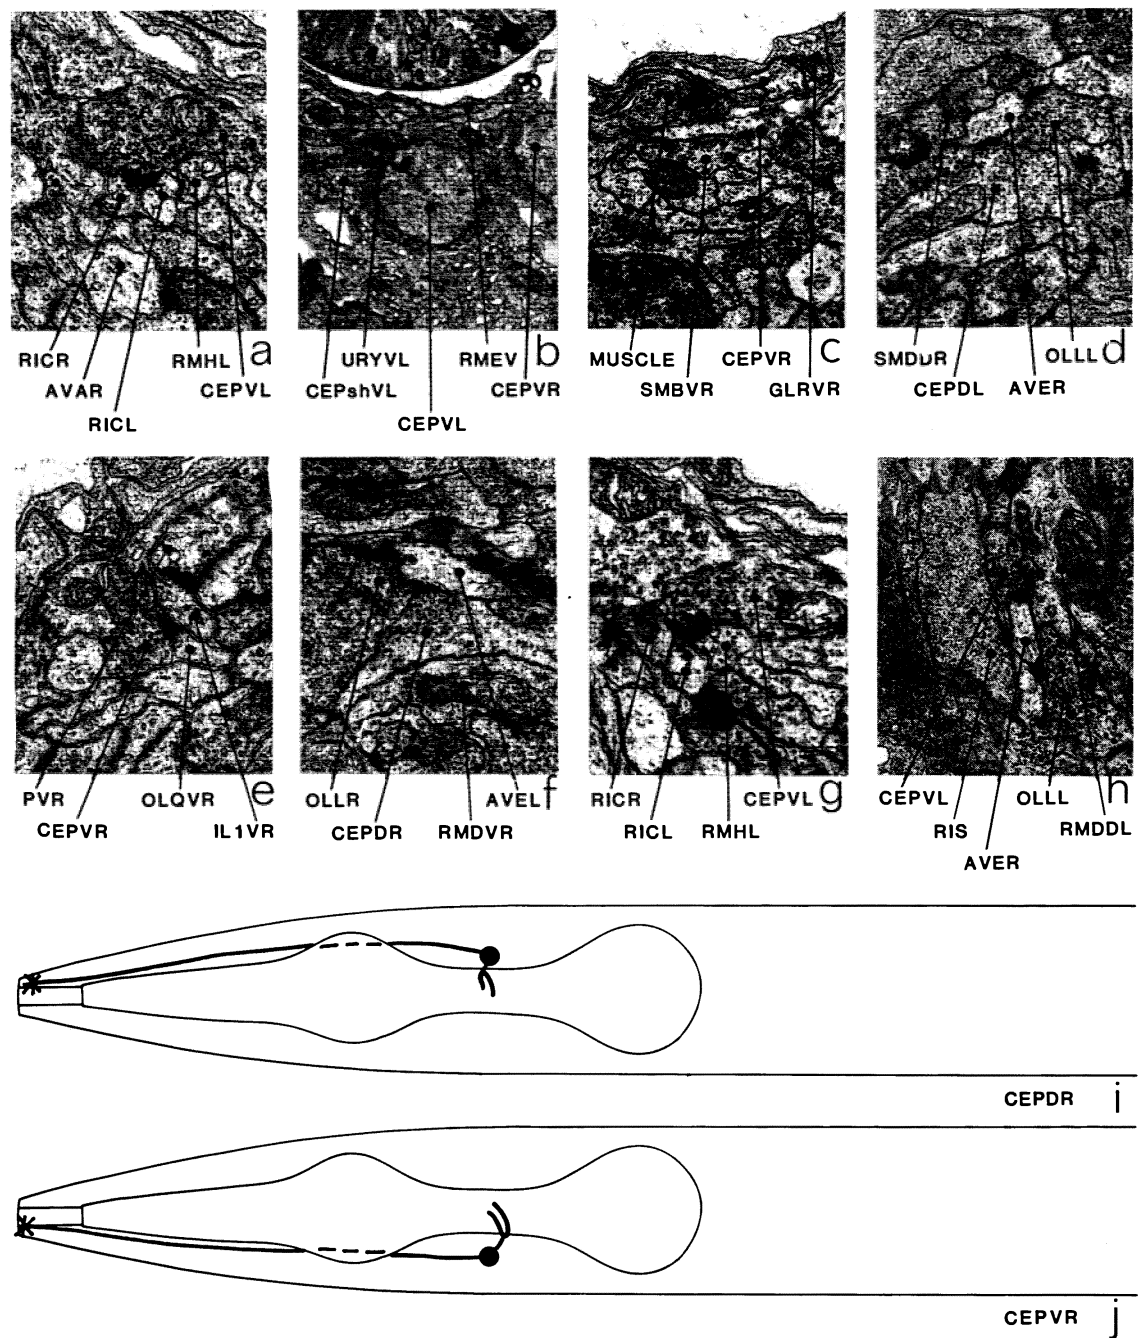 RICR RMHL a
AVAR CEPVL
RICL
URYVL RMEV b
CEPshVL CEPVR
CEPVL
MUSCLE CEPVR c
SMBVR GLRVR
SMDDR OLLL d
CEPDL AVER
PVR OLQVR e
CEPVR IL1VR
OLLR AVEL f
CEPDR RMDVR
RICR CEPVL g
RICL RMHL
CEPVL OLLL h
RIS RMDDL
AVER
CEPDR i
CEPVR j